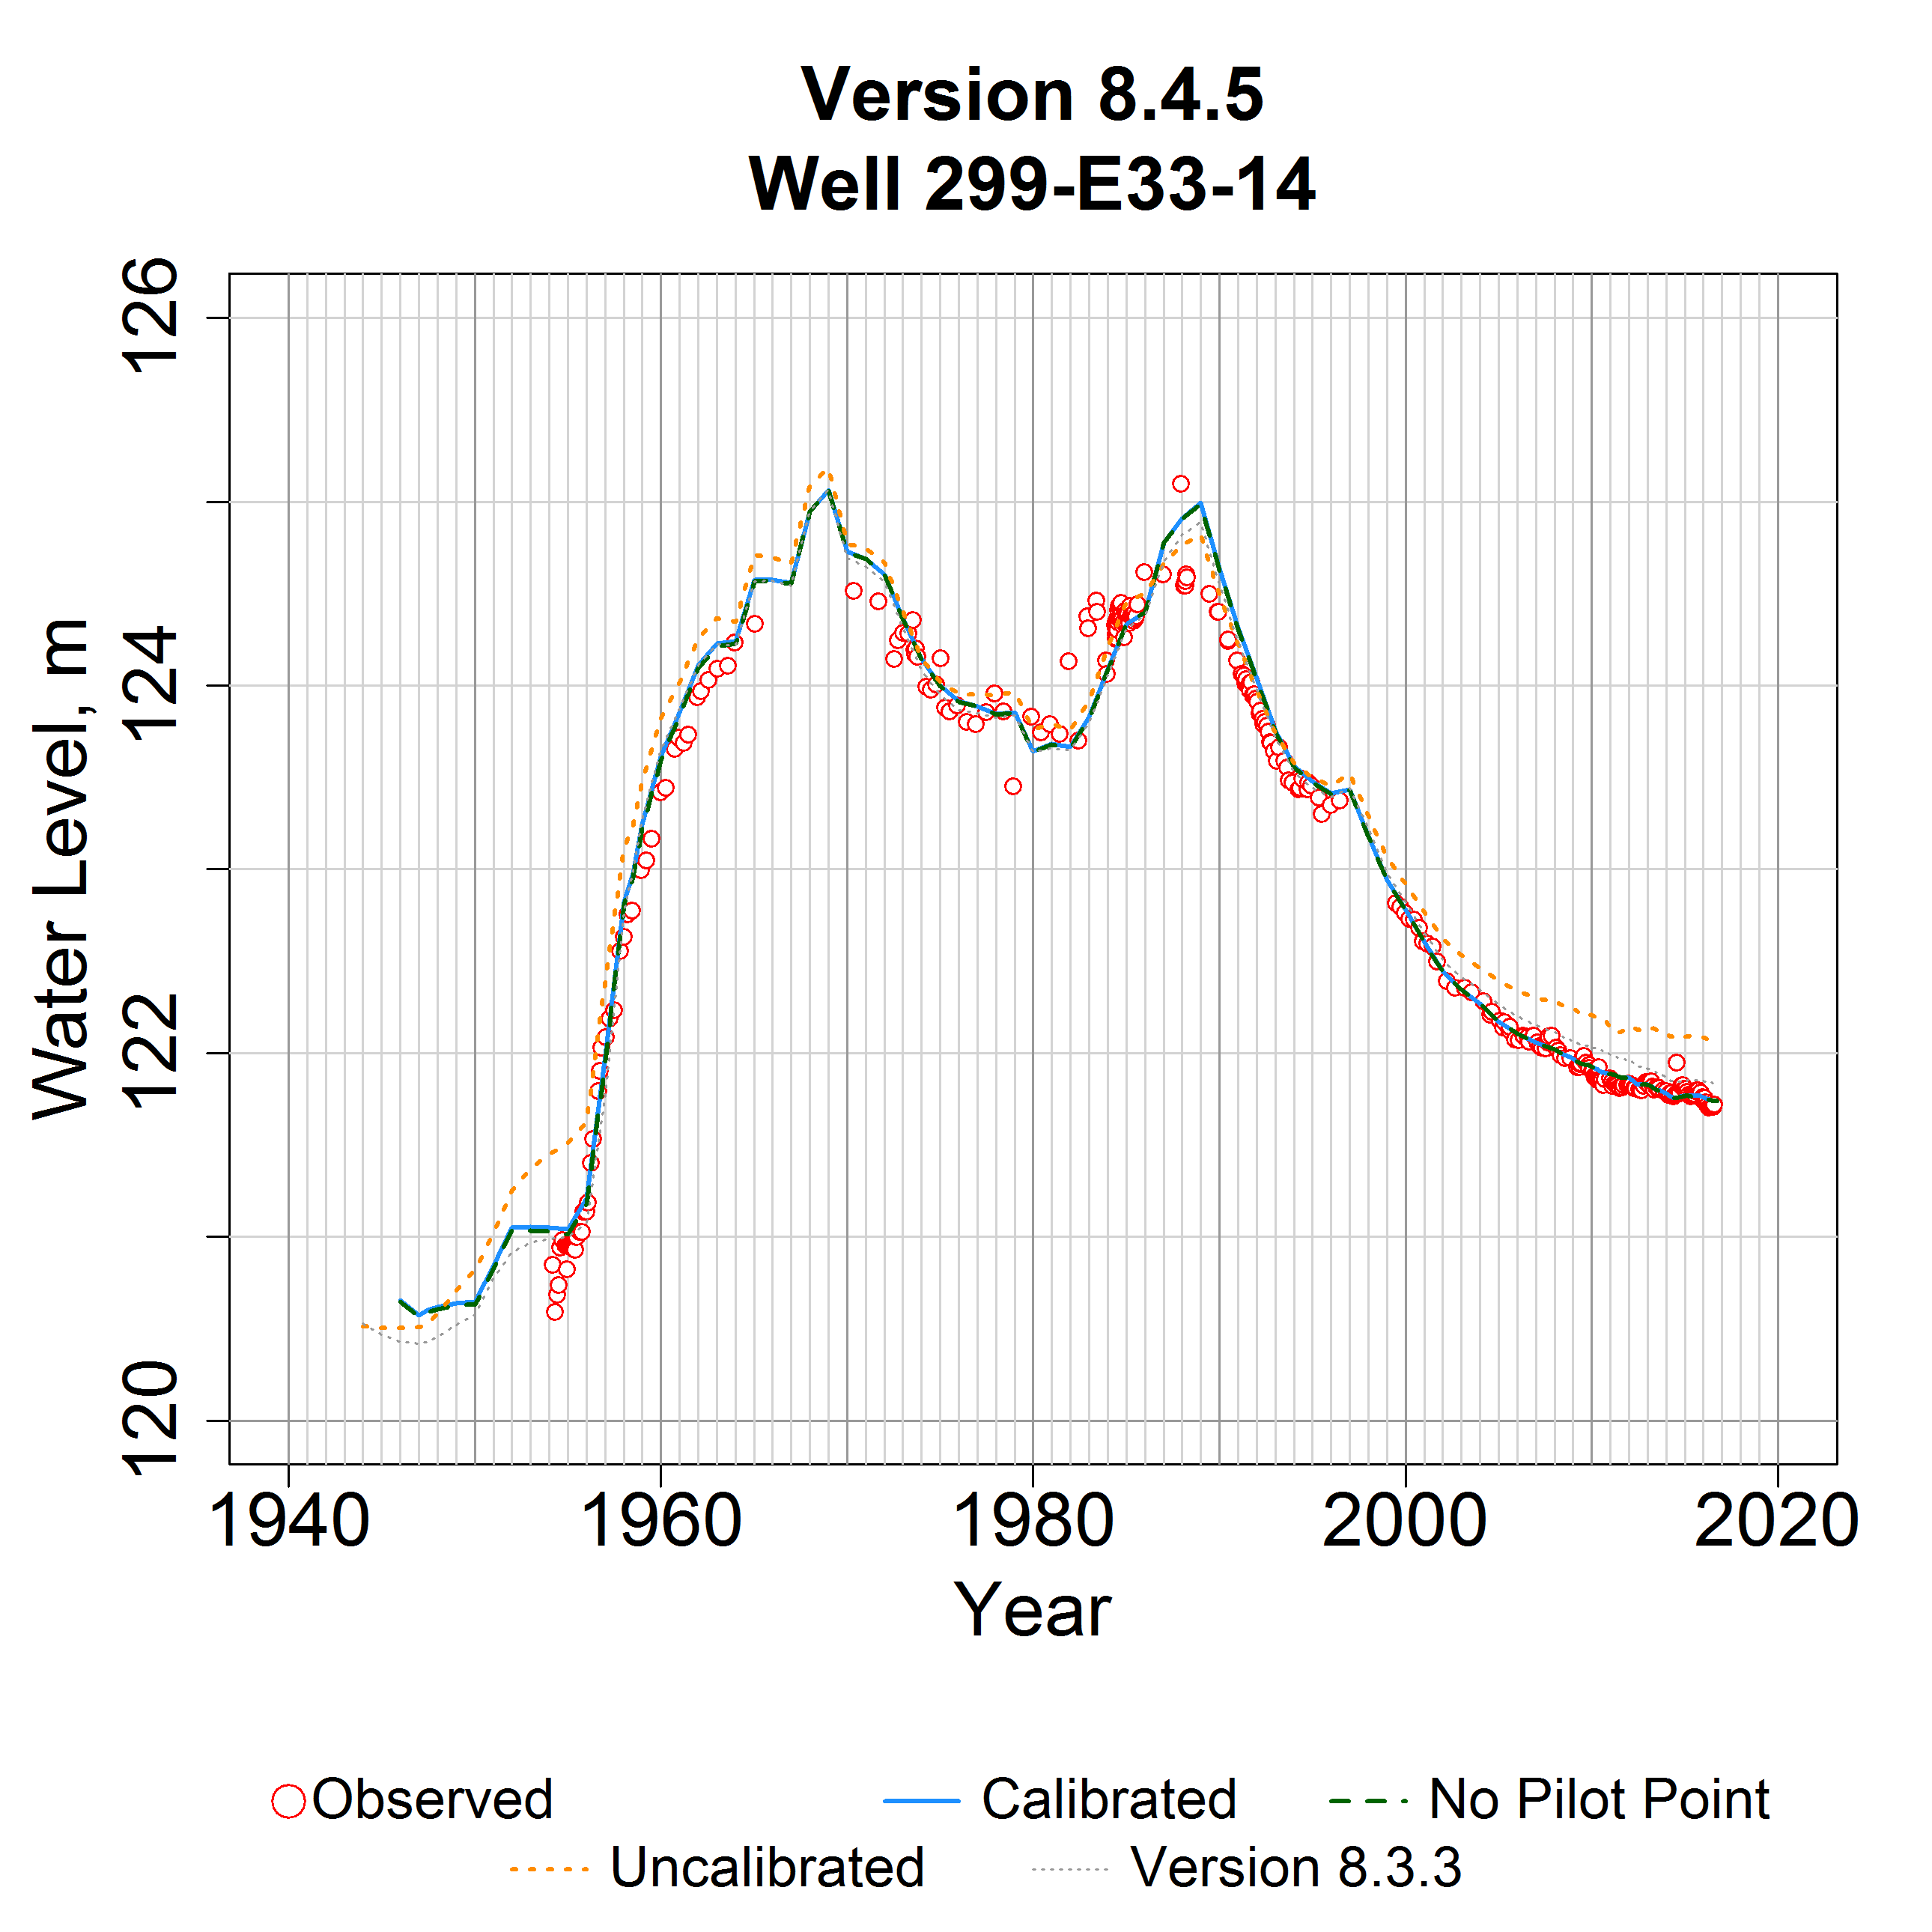 Version 8.4.5
Well 299-E33-14
Water Level, m
126
124
122
120
1940 1960 1980 2000 2020
Year
Observed Calibrated No Pilot Point
Uncalibrated Version 8.3.3